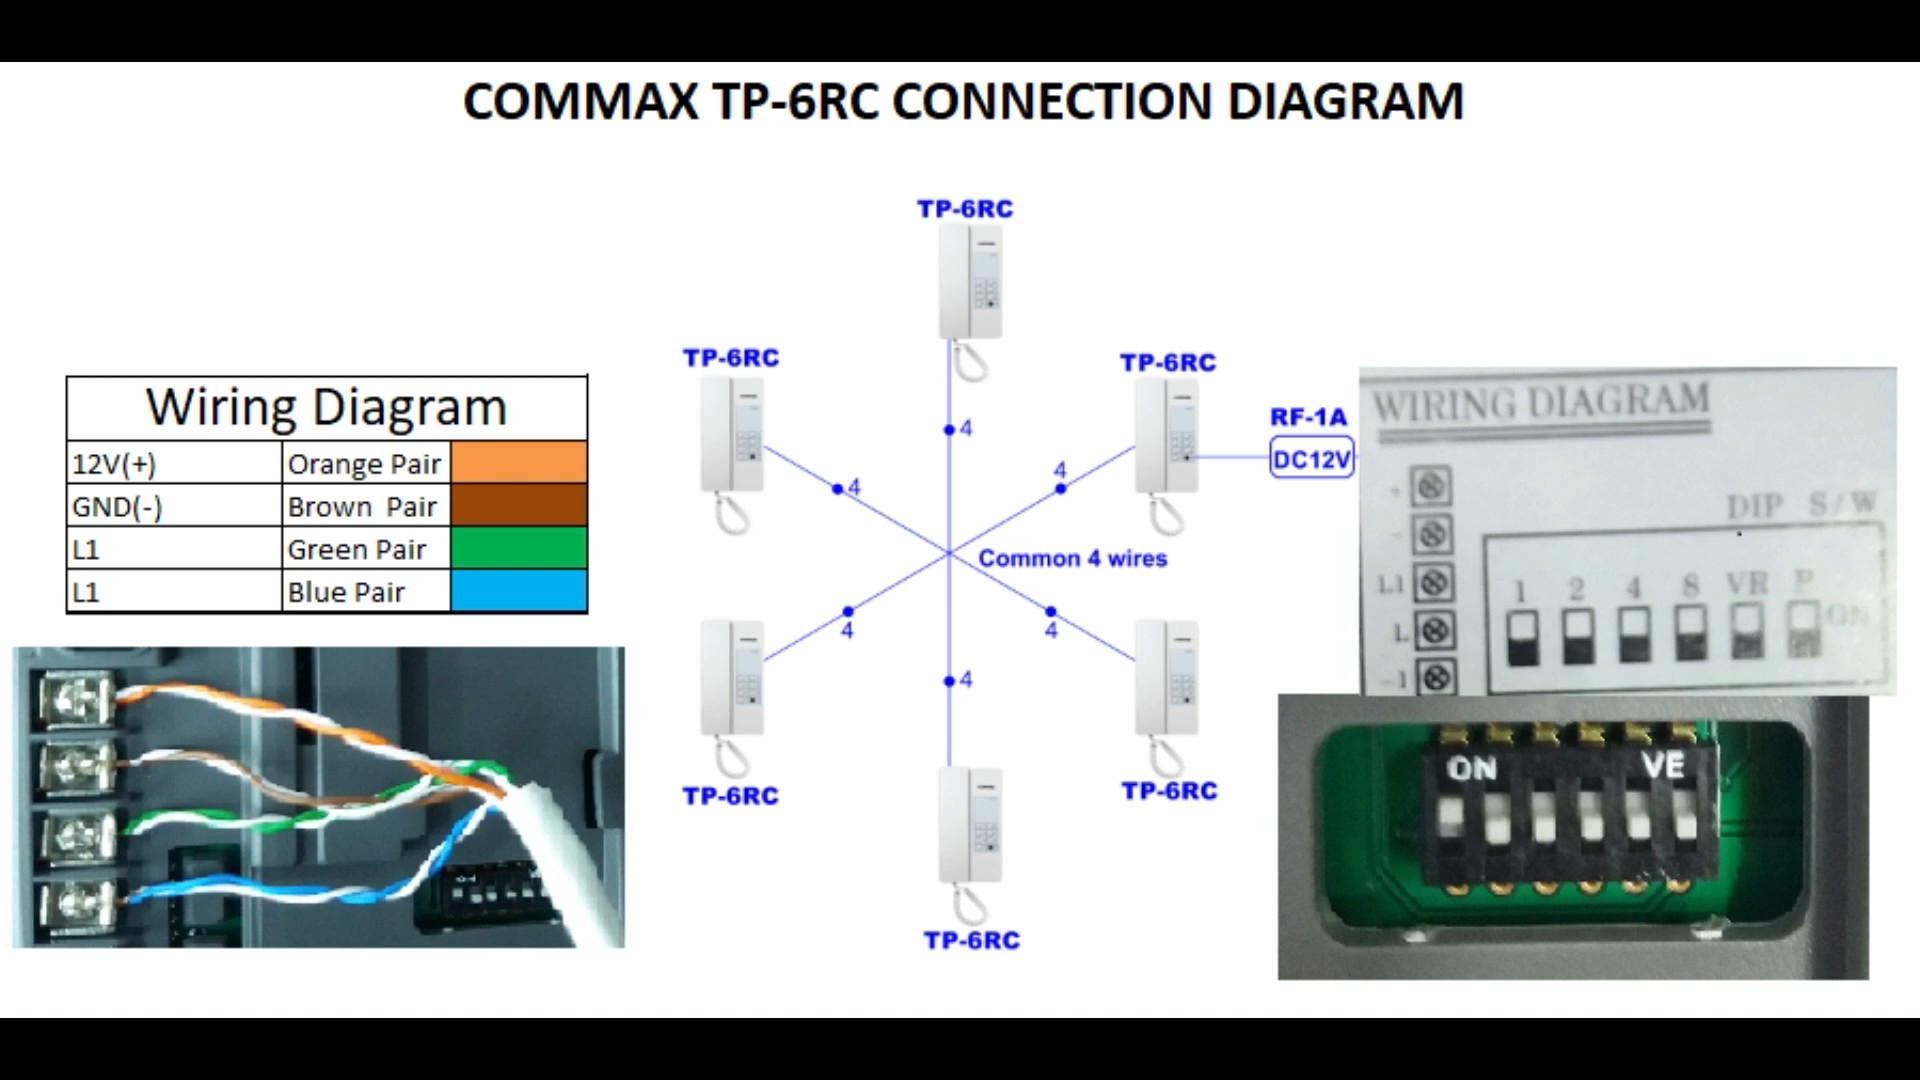 COMMAX TP-6RC CONNECTION DIAGRAM
TP-6RC
TP-6RC
TP-6RC
RF-1A
DC12V
4
4
4
Common 4 wires
4
4
4
TP-6RC
TP-6RC
TP-6RC
Wiring Diagram
12V(+) Orange Pair
GND(-) Brown Pair
L1 Green Pair
L1 Blue Pair
WIRING DIAGRAM
+
-
L1
L
-1
DIP S/W
1 2 4 8 VR P
ON
ON VE